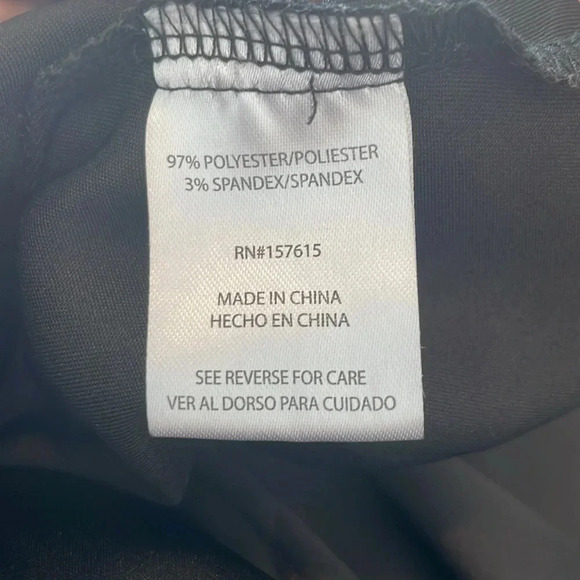 97% POLYESTER/POLIESTER
3% SPANDEX/SPANDEX
RN#157615
MADE IN CHINA
HECHO EN CHINA
SEE REVERSE FOR CARE
VER AL DORSO PARA CUIDADO